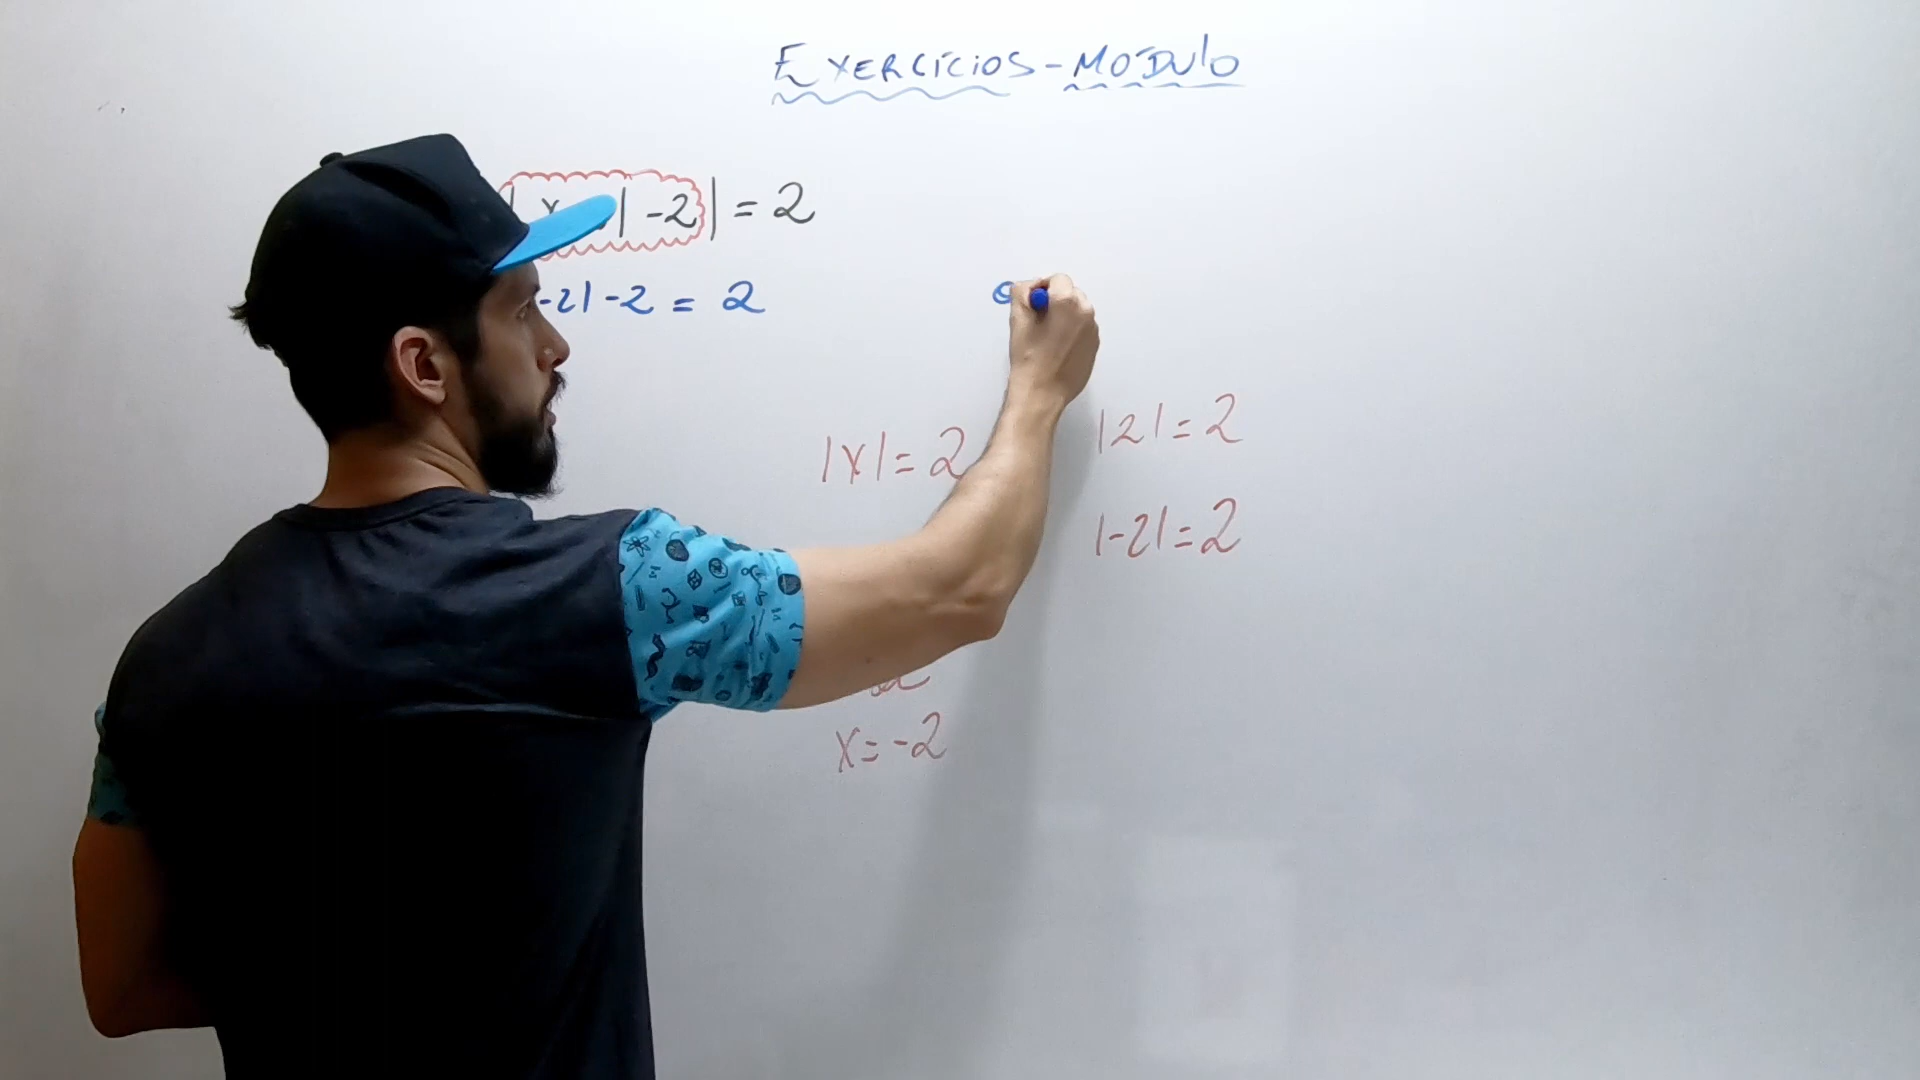 EXERCÍCIOS - MÓDULO
| x | -2 | = 2
-2| -2 = 2
|x| = 2
|2| = 2
|-2| = 2
x = -2